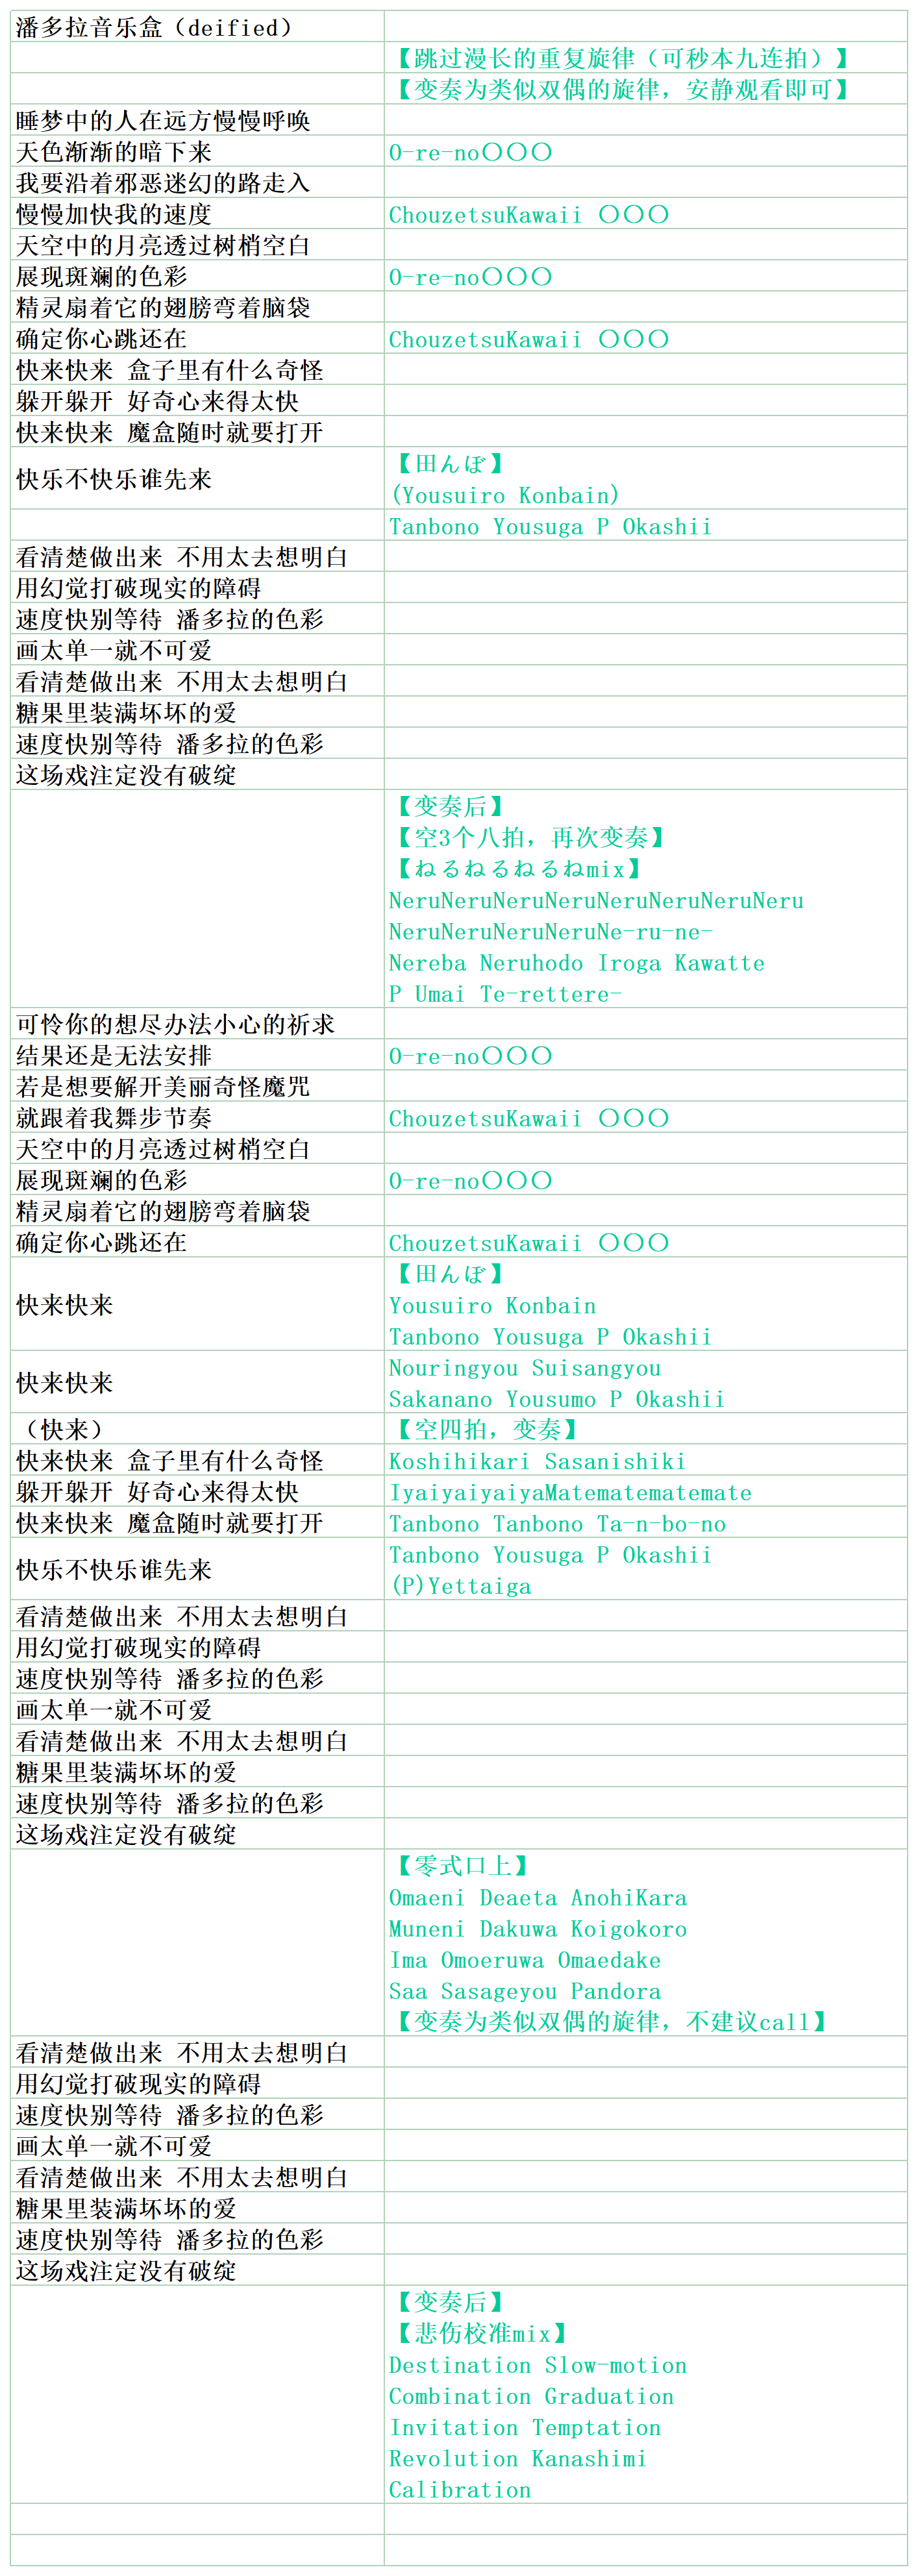 潘多拉音乐盒（deified）
【跳过漫长的重复旋律（可秒本九连拍）】
【变奏为类似双偶的旋律，安静观看即可】
睡梦中的人在远方慢慢呼唤
天色渐渐的暗下来
O-re-no〇〇〇
我要沿着邪恶迷幻的路走入
慢慢加快我的速度
ChouzetsuKawaii 〇〇〇
天空中的月亮透过树梢空白
展现斑斓的色彩
O-re-no〇〇〇
精灵扇着它的翅膀弯着脑袋
确定你心跳还在
ChouzetsuKawaii 〇〇〇
快来快来 盒子里有什么奇怪
躲开躲开 好奇心来得太快
快来快来 魔盒随时就要打开
快乐不快乐谁先来
【田んぼ】
(Yousuiro Konbain)
Tanbono Yousuga P Okashii
看清楚做出来 不用太去想明白
用幻觉打破现实的障碍
速度快别等待 潘多拉的色彩
画太单一就不可爱
看清楚做出来 不用太去想明白
糖果里装满坏坏的爱
速度快别等待 潘多拉的色彩
这场戏注定没有破绽
【变奏后】
【空3个八拍，再次变奏】
【ねるねるねるねmix】
NeruNeruNeruNeruNeruNeruNeruNeru
NeruNeruNeruNeruNe-ru-ne-
Nereba Neruhodo Iroga Kawatte
P Umai Te-rettere-
可怜你的想尽办法小心的祈求
结果还是无法安排
O-re-no〇〇〇
若是想要解开美丽奇怪魔咒
就跟着我舞步节奏
ChouzetsuKawaii 〇〇〇
天空中的月亮透过树梢空白
展现斑斓的色彩
O-re-no〇〇〇
精灵扇着它的翅膀弯着脑袋
确定你心跳还在
ChouzetsuKawaii 〇〇〇
快来快来
【田んぼ】
Yousuiro Konbain
Tanbono Yousuga P Okashii
快来快来
Nouringyou Suisangyou
Sakanano Yousumo P Okashii
（快来）
【空四拍，变奏】
快来快来 盒子里有什么奇怪
Koshihikari Sasanishiki
躲开躲开 好奇心来得太快
IyaiyaiyaiyaMatematematemate
快来快来 魔盒随时就要打开
Tanbono Tanbono Ta-n-bo-no
快乐不快乐谁先来
Tanbono Yousuga P Okashii
(P)Yettaiga
看清楚做出来 不用太去想明白
用幻觉打破现实的障碍
速度快别等待 潘多拉的色彩
画太单一就不可爱
看清楚做出来 不用太去想明白
糖果里装满坏坏的爱
速度快别等待 潘多拉的色彩
这场戏注定没有破绽
【零式口上】
Omaeni Deaeta AnohiKara
Muneni Dakuwa Koigokoro
Ima Omoeruwa Omaedake
Saa Sasageyou Pandora
【变奏为类似双偶的旋律，不建议call】
看清楚做出来 不用太去想明白
用幻觉打破现实的障碍
速度快别等待 潘多拉的色彩
画太单一就不可爱
看清楚做出来 不用太去想明白
糖果里装满坏坏的爱
速度快别等待 潘多拉的色彩
这场戏注定没有破绽
【变奏后】
【悲伤校准mix】
Destination Slow-motion
Combination Graduation
Invitation Temptation
Revolution Kanashimi
Calibration